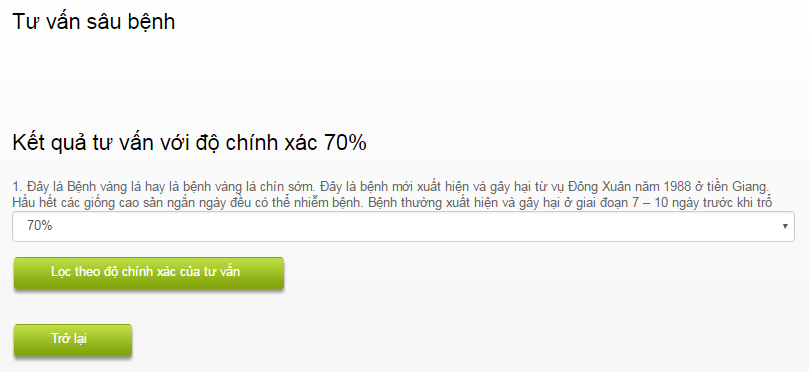 Tư vấn sâu bệnh
Kết quả tư vấn với độ chính xác 70%
1. Đây là Bệnh vàng lá hay là bệnh vàng lá chín sớm. Đây là bệnh mới xuất hiện và gây hại từ vụ Đông Xuân năm 1988 ở tiền Giang.
Hầu hết các giống cao sản ngắn ngày đều có thể nhiễm bệnh. Bệnh thường xuất hiện và gây hại ở giai đoạn 7 – 10 ngày trước khi trổ
70%
Lọc theo độ chính xác của tư vấn
Trở lại